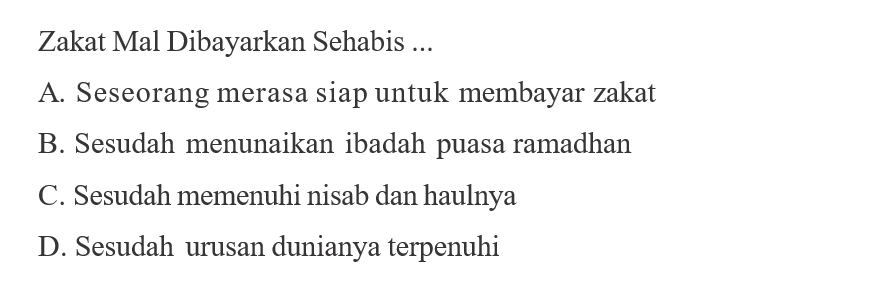 Zakat Mal Dibayarkan Sehabis ...
A. Seseorang merasa siap untuk membayar zakat
B. Sesudah menunaikan ibadah puasa ramadhan
C. Sesudah memenuhi nisab dan haulnya
D. Sesudah urusan dunianya terpenuhi